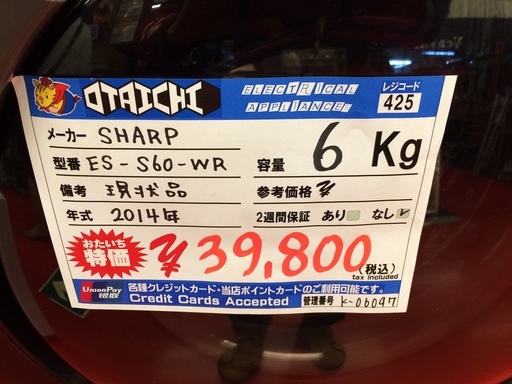 OTAICHI
ELECTRICAL
APPLIANCES
レジコード
425
メーカー SHARP
型番 ES-S60-WR
容量 6 Kg
備考 現状品
参考価格 ¥
年式 2014年
2週間保証 あり なし
おたいち
特価
¥39,800
(税込)
tax included
UnionPay
银联
各種クレジットカード・当店ポイントカードのご利用可能です。
Credit Cards Accepted
管理番号 K-06097